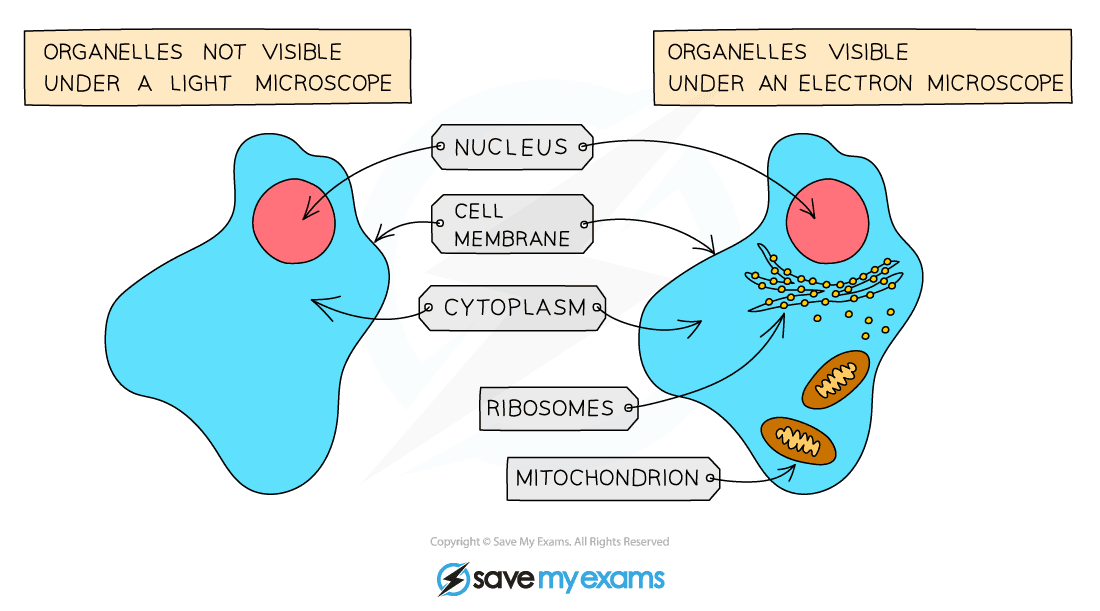 ORGANELLES NOT VISIBLE
UNDER A LIGHT MICROSCOPE
ORGANELLES VISIBLE
UNDER AN ELECTRON MICROSCOPE
NUCLEUS
CELL
MEMBRANE
CYTOPLASM
RIBOSOMES
MITOCHONDRION
Copyright © Save My Exams. All Rights Reserved
save my exams